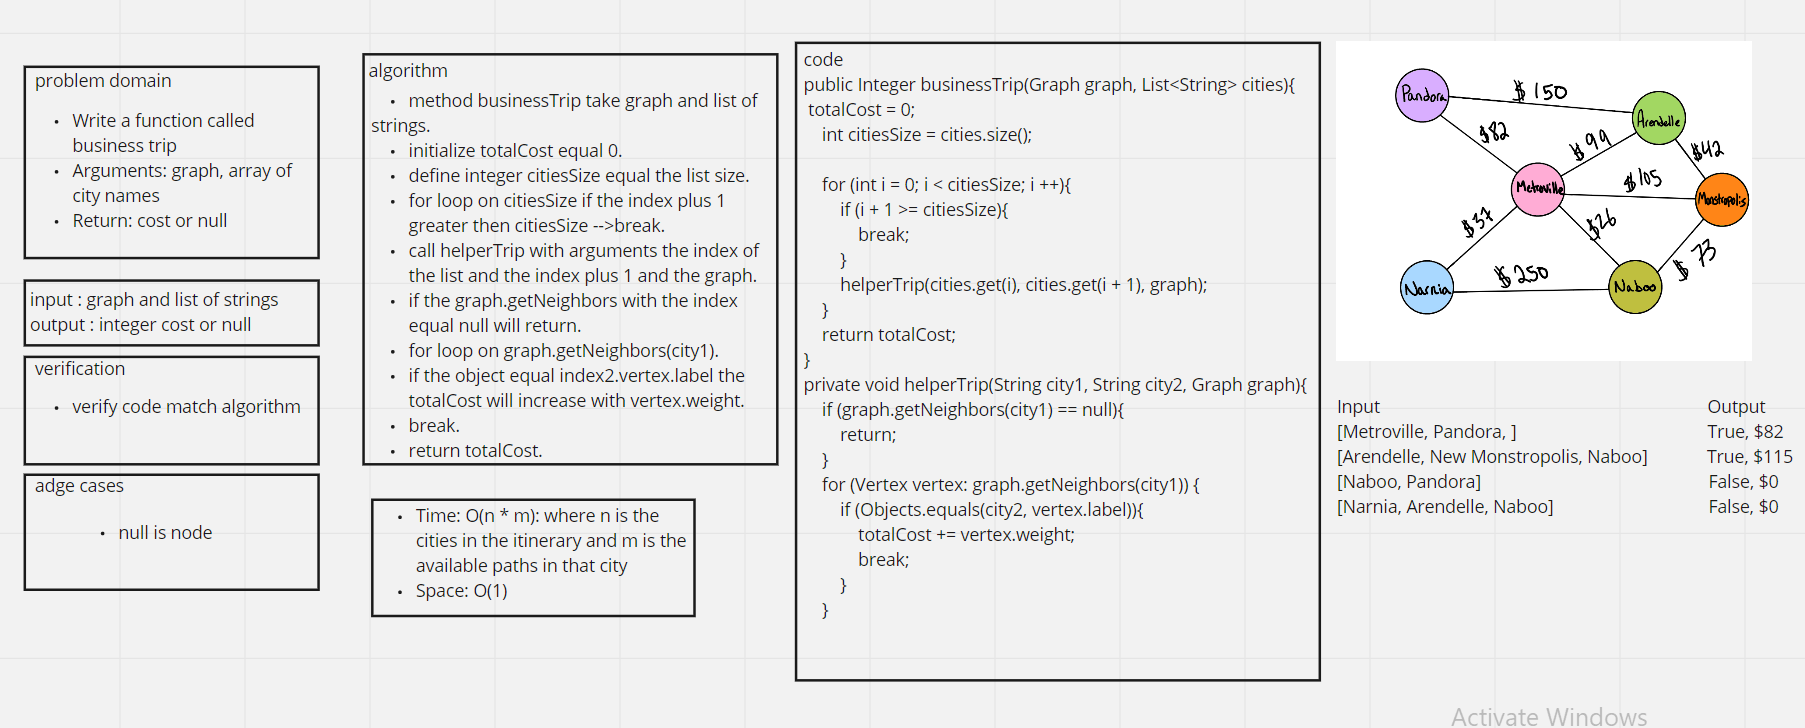 problem domain
• Write a function called
business trip
• Arguments: graph, array of
city names
• Return: cost or null
input : graph and list of strings
output : integer cost or null
verification
• verify code match algorithm
adge cases
• null is node
algorithm
• method businessTrip take graph and list of
strings.
• initialize totalCost equal 0.
• define integer citiesSize equal the list size.
• for loop on citiesSize if the index plus 1
greater then citiesSize -->break.
• call helperTrip with arguments the index of
the list and the index plus 1 and the graph.
• if the graph.getNeighbors with the index
equal null will return.
• for loop on graph.getNeighbors(city1).
• if the object equal index2.vertex.label the
totalCost will increase with vertex.weight.
• break.
• return totalCost.
• Time: O(n * m): where n is the
cities in the itinerary and m is the
available paths in that city
• Space: O(1)
code
public Integer businessTrip(Graph graph, List<String> cities){
totalCost = 0;
int citiesSize = cities.size();
for (int i = 0; i < citiesSize; i ++){
if (i + 1 >= citiesSize){
break;
}
helperTrip(cities.get(i), cities.get(i + 1), graph);
}
return totalCost;
}
private void helperTrip(String city1, String city2, Graph graph){
if (graph.getNeighbors(city1) == null){
return;
}
for (Vertex vertex: graph.getNeighbors(city1)) {
if (Objects.equals(city2, vertex.label)){
totalCost += vertex.weight;
break;
}
}
Pandora
$150
Arendelle
$82
$99
$42
Metroville
$105
Monstropolis
$37
$26
$73
Narnia
$250
Naboo
Input Output
[Metroville, Pandora, ] True, $82
[Arendelle, New Monstropolis, Naboo] True, $115
[Naboo, Pandora] False, $0
[Narnia, Arendelle, Naboo] False, $0
Activate Windows